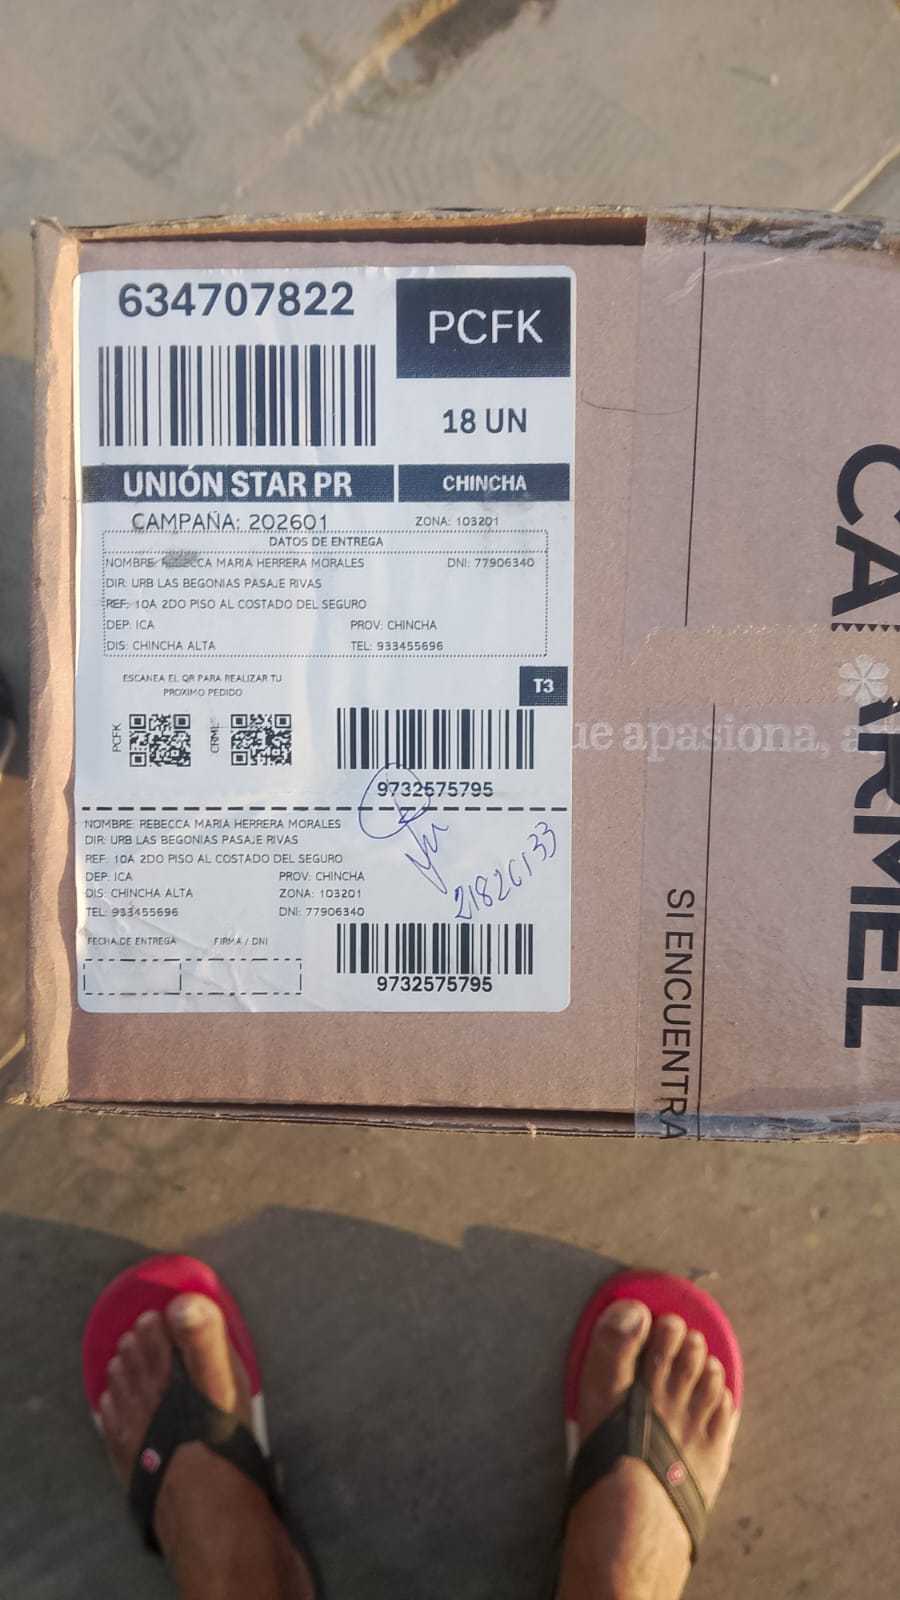 634707822
PCFK
18 UN
UNIÓN STAR PR
CHINCHA
CAMPAÑA: 202601
ZONA: 103201
DATOS DE ENTREGA
NOMBRE: REBECCA MARIA HERRERA MORALES
DNI: 77906340
DIR: URB LAS BEGONIAS PASAJE RIVAS
REF: 10A 2DO PISO AL COSTADO DEL SEGURO
DEP: ICA
PROV: CHINCHA
DIS: CHINCHA ALTA
TEL: 933455696
ESCANEA EL QR PARA REALIZAR TU
PROXIMO PEDIDO
T3
PCFK
9732575795
NOMBRE: REBECCA MARIA HERRERA MORALES
DIR: URB LAS BEGONIAS PASAJE RIVAS
REF: 10A 2DO PISO AL COSTADO DEL SEGURO
DEP: ICA
PROV: CHINCHA
DIS: CHINCHA ALTA
ZONA: 103201
TEL: 933455696
DNI: 77906340
21826133
FECHA DE ENTREGA
FIRMA / DNI
9732575795
CARMEL
ue apasiona, a
SI ENCUENTRA